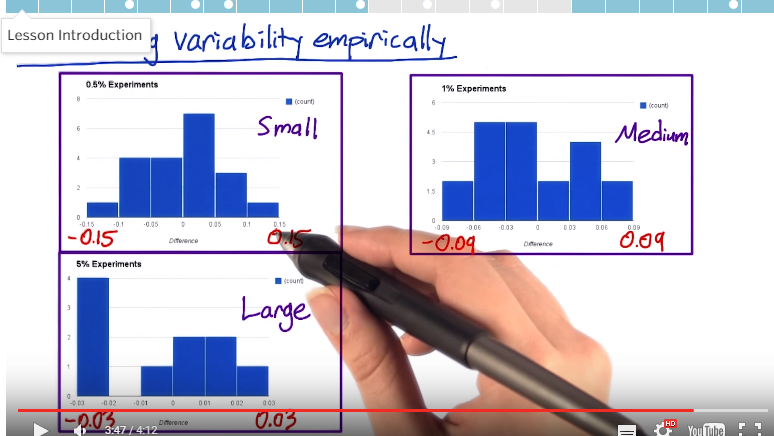 Lesson Introduction
g variability empirically
0.5% Experiments
(count)
Small
8
6
4
2
0
-0.15 -0.1 -0.05 0 0.05 0.1 0.15
Difference
-0.15 0.15
1% Experiments
(count)
Medium
6
4.5
3
1.5
0
-0.09 -0.06 -0.03 0 0.03 0.06 0.09
Difference
-0.09 0.09
5% Experiments
(count)
Large
4
3
2
1
0
-0.03 -0.02 -0.01 0 0.01 0.02 0.03
Difference
-0.03 0.03
3:47 / 4:12
HD
YouTube